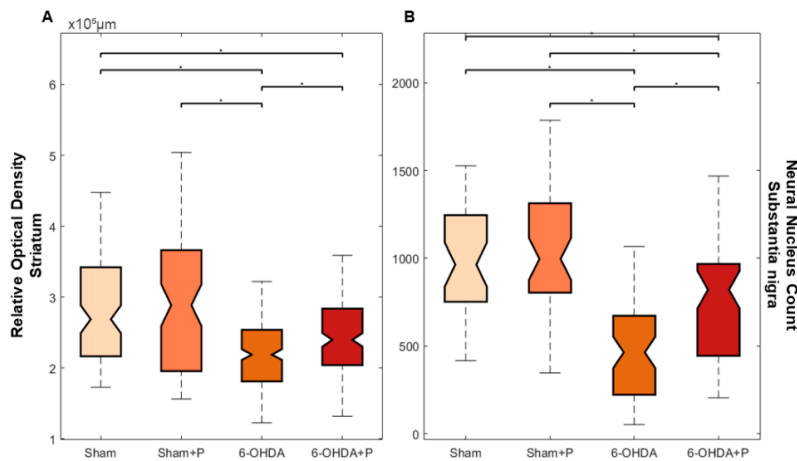 A
x10⁵µm
B
*
*
*
*
*
*
*
*
*
6
5
4
3
2
1
2000
1500
1000
500
0
Relative Optical Density
Striatum
Neural Nucleus Count
Substantia nigra
Sham
Sham+P
6-OHDA
6-OHDA+P
Sham
Sham+P
6-OHDA
6-OHDA+P